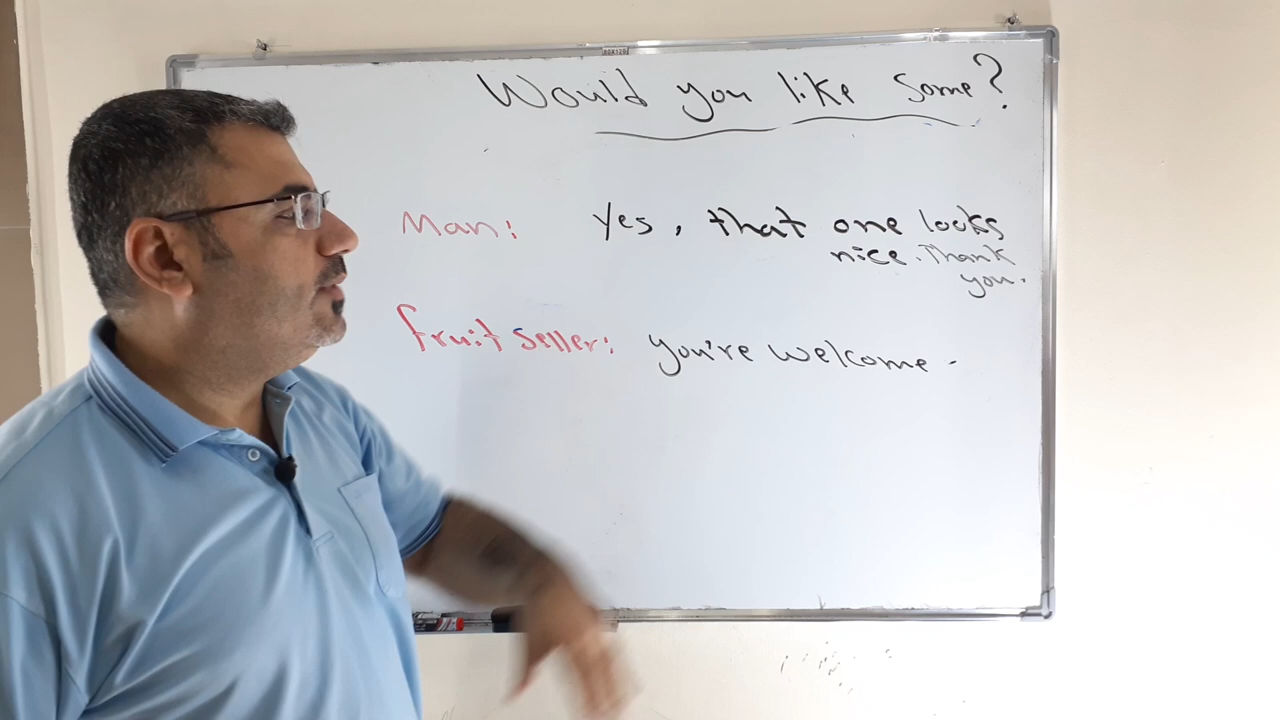 Would you like some?
Man: Yes, that one looks
nice. Thank
you.
fruit seller: you're welcome.